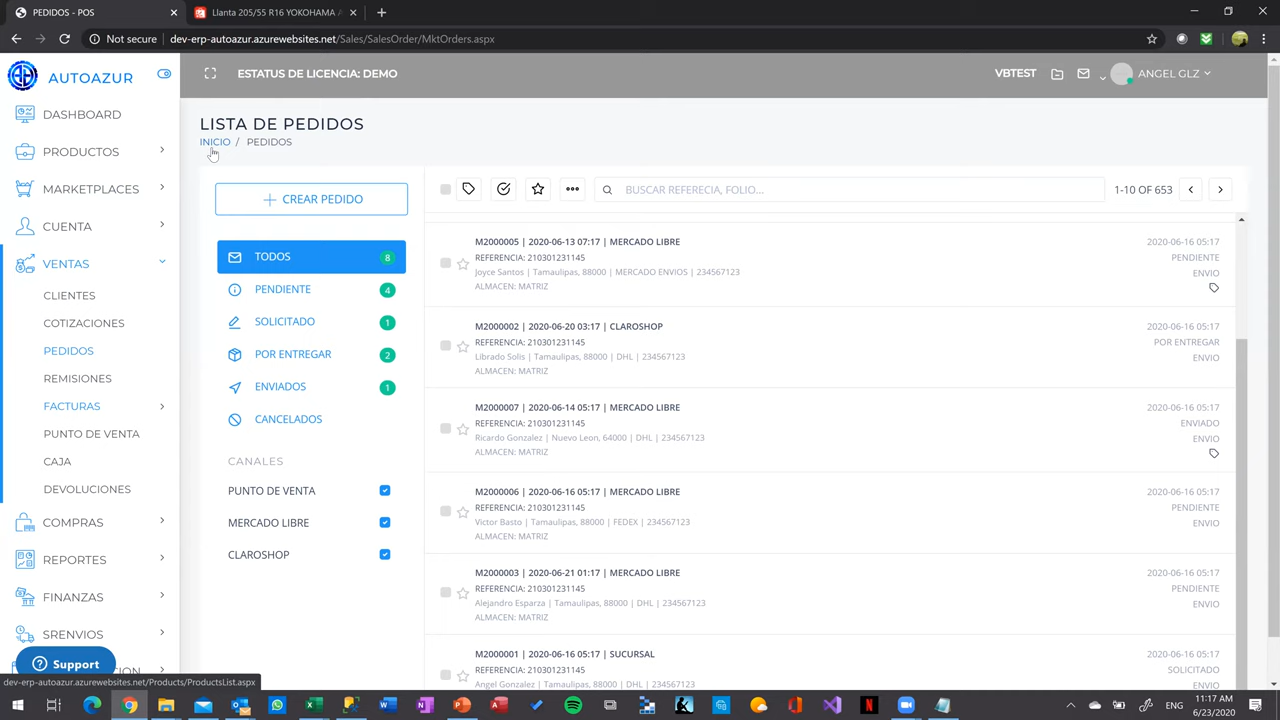 PEDIDOS - POS
Llanta 205/55 R16 YOKOHAMA A
Not secure
dev-erp-autoazur.azurewebsites.net/Sales/SalesOrder/MktOrders.aspx
AUTOAZUR
ESTATUS DE LICENCIA: DEMO
VBTEST
ANGEL GLZ
DASHBOARD
PRODUCTOS
MARKETPLACES
CUENTA
VENTAS
CLIENTES
COTIZACIONES
PEDIDOS
REMISIONES
FACTURAS
PUNTO DE VENTA
CAJA
DEVOLUCIONES
COMPRAS
REPORTES
FINANZAS
SRENVIOS
Support
dev-erp-autoazur.azurewebsites.net/Products/ProductsList.aspx
LISTA DE PEDIDOS
INICIO / PEDIDOS
CREAR PEDIDO
TODOS 8
PENDIENTE 4
SOLICITADO 1
POR ENTREGAR 2
ENVIADOS 1
CANCELADOS
CANALES
PUNTO DE VENTA
MERCADO LIBRE
CLAROSHOP
BUSCAR REFERECIA, FOLIO...
1-10 OF 653
M2000005 | 2020-06-13 07:17 | MERCADO LIBRE
REFERENCIA: 210301231145
Joyce Santos | Tamaulipas, 88000 | MERCADO ENVIOS | 234567123
ALMACEN: MATRIZ
2020-06-16 05:17
PENDIENTE
ENVIO
M2000002 | 2020-06-20 03:17 | CLAROSHOP
REFERENCIA: 210301231145
Librado Solis | Tamaulipas, 88000 | DHL | 234567123
ALMACEN: MATRIZ
2020-06-16 05:17
POR ENTREGAR
ENVIO
M2000007 | 2020-06-14 05:17 | MERCADO LIBRE
REFERENCIA: 210301231145
Ricardo Gonzalez | Nuevo Leon, 64000 | DHL | 234567123
ALMACEN: MATRIZ
2020-06-16 05:17
ENVIADO
ENVIO
M2000006 | 2020-06-16 05:17 | MERCADO LIBRE
REFERENCIA: 210301231145
Victor Basto | Tamaulipas, 88000 | FEDEX | 234567123
ALMACEN: MATRIZ
2020-06-16 05:17
PENDIENTE
ENVIO
M2000003 | 2020-06-21 01:17 | MERCADO LIBRE
REFERENCIA: 210301231145
Alejandro Esparza | Tamaulipas, 88000 | DHL | 234567123
ALMACEN: MATRIZ
2020-06-16 05:17
PENDIENTE
ENVIO
M2000001 | 2020-06-16 05:17 | SUCURSAL
REFERENCIA: 210301231145
Angel Gonzalez | Tamaulipas, 88000 | DHL | 234567123
2020-06-16 05:17
SOLICITADO
ENVIO
11:17 AM
6/23/2020